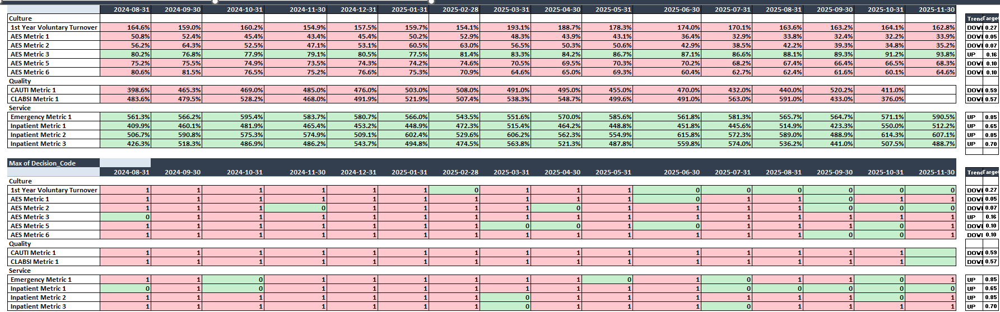 2024-08-31 2024-09-30 2024-10-31 2024-11-30 2024-12-31 2025-01-31 2025-02-28 2025-03-31 2025-04-30 2025-05-31 2025-06-30 2025-07-31 2025-08-31 2025-09-30 2025-10-31 2025-11-30
Culture Trend Targe
1st Year Voluntary Turnover 164.6% 159.0% 160.2% 154.9% 157.5% 159.7% 154.1% 193.1% 188.7% 178.3% 174.0% 170.1% 163.6% 163.2% 164.1% 162.8% DOWI 0.27
AES Metric 1 50.8% 52.4% 45.4% 43.4% 45.4% 50.2% 52.9% 48.3% 43.9% 43.1% 36.4% 32.9% 33.8% 32.4% 32.2% 33.9% DOWI 0.05
AES Metric 2 56.2% 64.3% 52.5% 47.1% 53.1% 60.5% 63.0% 56.5% 50.3% 50.6% 42.9% 38.5% 42.2% 39.3% 34.8% 35.2% DOWI 0.07
AES Metric 3 80.2% 76.8% 77.9% 79.1% 80.5% 77.5% 81.4% 83.3% 84.2% 86.7% 87.1% 86.6% 88.1% 89.3% 91.2% 93.8% UP 0.16
AES Metric 5 75.2% 75.5% 74.9% 73.5% 74.3% 74.2% 74.6% 70.5% 69.5% 70.3% 70.2% 68.2% 67.4% 66.4% 66.5% 68.3% DOWI 0.10
AES Metric 6 80.6% 81.5% 76.5% 75.2% 76.6% 75.3% 70.9% 64.6% 65.0% 69.3% 60.4% 62.7% 62.4% 61.6% 60.1% 64.6% DOWI 0.10
Quality
CAUTI Metric 1 398.6% 465.3% 469.0% 485.0% 476.0% 503.0% 508.0% 491.0% 495.0% 455.0% 470.0% 432.0% 440.0% 520.2% 411.0% DOWI 0.59
CLABSI Metric 1 483.6% 479.5% 528.2% 468.0% 491.9% 521.9% 507.4% 538.3% 548.7% 499.6% 491.0% 563.0% 591.0% 433.0% 376.0% DOWI 0.57
Service
Emergency Metric 1 561.3% 566.2% 595.4% 583.7% 580.7% 566.0% 543.5% 551.6% 570.0% 585.6% 561.8% 581.3% 565.7% 564.7% 571.1% 590.5% UP 0.85
Inpatient Metric 1 409.9% 460.1% 481.9% 465.4% 453.2% 448.9% 472.3% 515.4% 464.2% 448.8% 451.8% 445.6% 514.9% 423.3% 550.0% 512.2% UP 0.65
Inpatient Metric 2 506.7% 590.8% 575.3% 574.9% 509.1% 602.4% 529.6% 606.2% 562.3% 554.9% 615.8% 572.3% 589.0% 488.9% 614.3% 607.1% UP 0.85
Inpatient Metric 3 426.3% 518.3% 486.9% 486.2% 543.7% 494.8% 474.5% 563.8% 521.3% 487.8% 559.8% 574.0% 536.2% 441.0% 507.5% 488.7% UP 0.70
Max of Decision_Code
2024-08-31 2024-09-30 2024-10-31 2024-11-30 2024-12-31 2025-01-31 2025-02-28 2025-03-31 2025-04-30 2025-05-31 2025-06-30 2025-07-31 2025-08-31 2025-09-30 2025-10-31 2025-11-30 Trend Targe
Culture
1st Year Voluntary Turnover 1 1 1 1 1 1 0 1 1 1 0 0 0 0 0 0 DOWI 0.27
AES Metric 1 1 1 1 1 1 1 1 1 1 1 0 1 1 0 1 1 DOWI 0.05
AES Metric 2 1 1 1 0 1 1 1 1 0 1 1 1 1 0 0 0 DOWI 0.07
AES Metric 3 0 1 1 1 1 1 1 1 1 1 1 1 1 1 1 1 UP 0.16
AES Metric 5 1 1 1 1 1 1 1 0 0 1 0 1 1 1 0 1 DOWI 0.10
AES Metric 6 1 1 1 1 1 1 1 1 1 1 1 1 1 0 0 1 DOWI 0.10
Quality
CAUTI Metric 1 1 1 1 1 1 1 1 1 1 1 1 1 1 1 1 DOWI 0.59
CLABSI Metric 1 1 1 1 1 1 1 1 1 1 1 1 1 1 1 1 DOWI 0.57
Service
Emergency Metric 1 1 1 0 1 1 1 1 1 1 0 1 0 1 1 0 1 UP 0.85
Inpatient Metric 1 0 1 0 1 1 1 1 1 1 1 1 0 0 0 0 0 UP 0.65
Inpatient Metric 2 1 1 1 1 1 1 1 0 1 1 1 1 1 1 0 1 UP 0.85
Inpatient Metric 3 1 1 1 1 1 1 1 0 1 1 1 0 1 1 1 1 UP 0.70